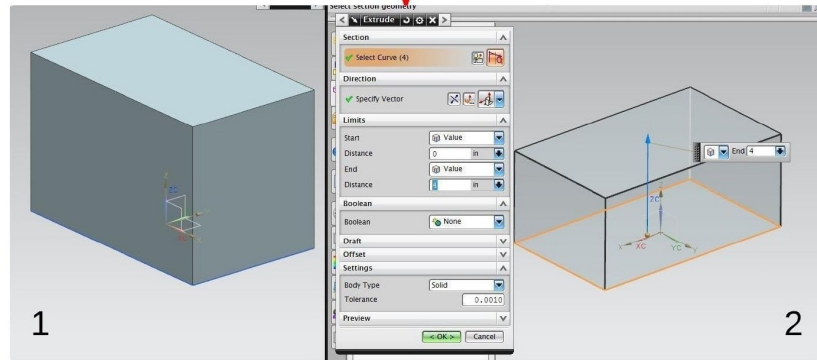 Select section geometry
Extrude
Section
Select Curve (4)
Direction
Specify Vector
Limits
Start
Value
Distance
0 in
End
Value
Distance
in
Boolean
Boolean
None
Draft
Offset
Settings
Body Type
Solid
Tolerance
0.0010
Preview
< OK >
Cancel
ZC
XC
1
End 4
Z
ZC
X
XC
YC
Y
2